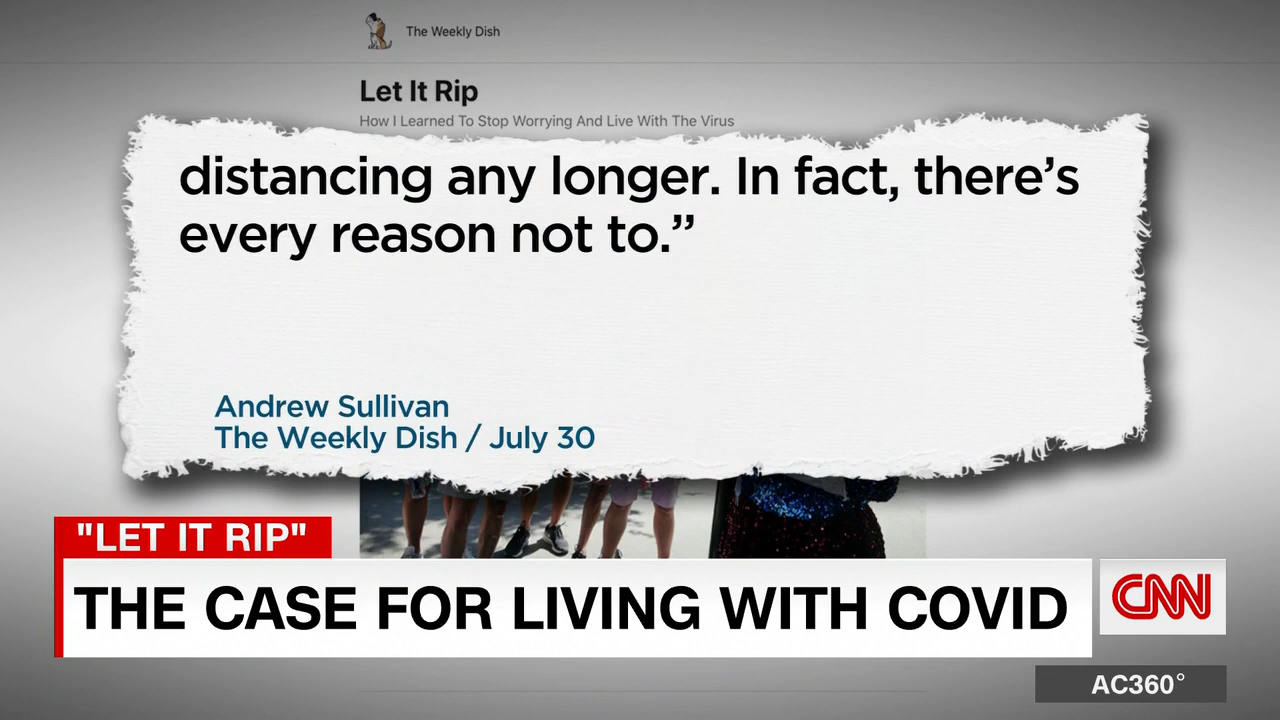 The Weekly Dish
Let It Rip
How I Learned To Stop Worrying And Live With The Virus
distancing any longer. In fact, there’s
every reason not to.”
Andrew Sullivan
The Weekly Dish / July 30
"LET IT RIP"
THE CASE FOR LIVING WITH COVID
CNN
AC360°